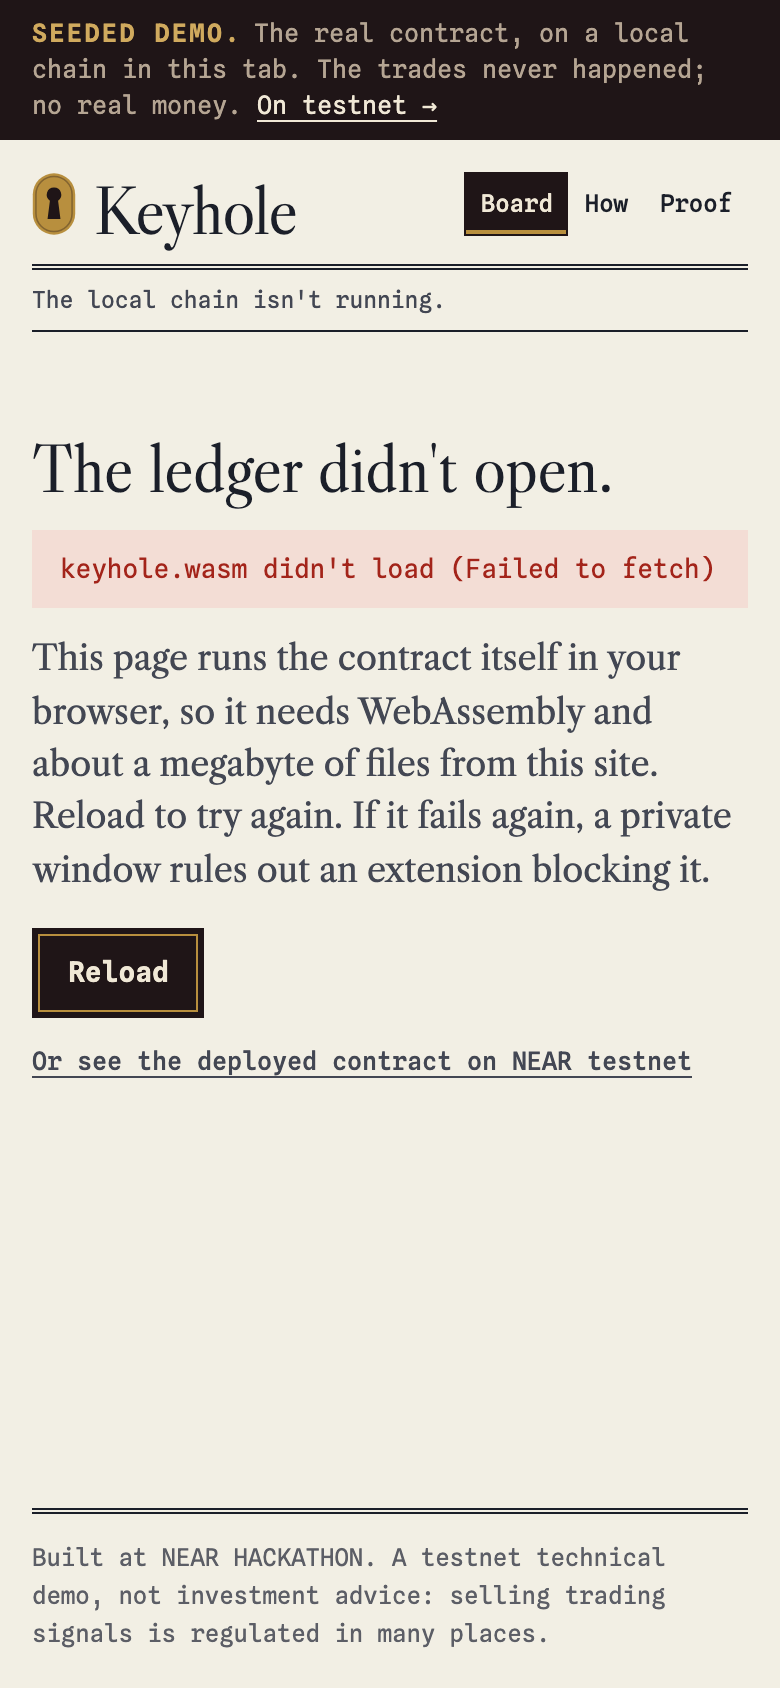 SEEDED DEMO. The real contract, on a local
chain in this tab. The trades never happened;
no real money. On testnet →
Keyhole
Board How Proof
The local chain isn't running.
The ledger didn't open.
keyhole.wasm didn't load (Failed to fetch)
This page runs the contract itself in your
browser, so it needs WebAssembly and
about a megabyte of files from this site.
Reload to try again. If it fails again, a private
window rules out an extension blocking it.
Reload
Or see the deployed contract on NEAR testnet
Built at NEAR HACKATHON. A testnet technical
demo, not investment advice: selling trading
signals is regulated in many places.